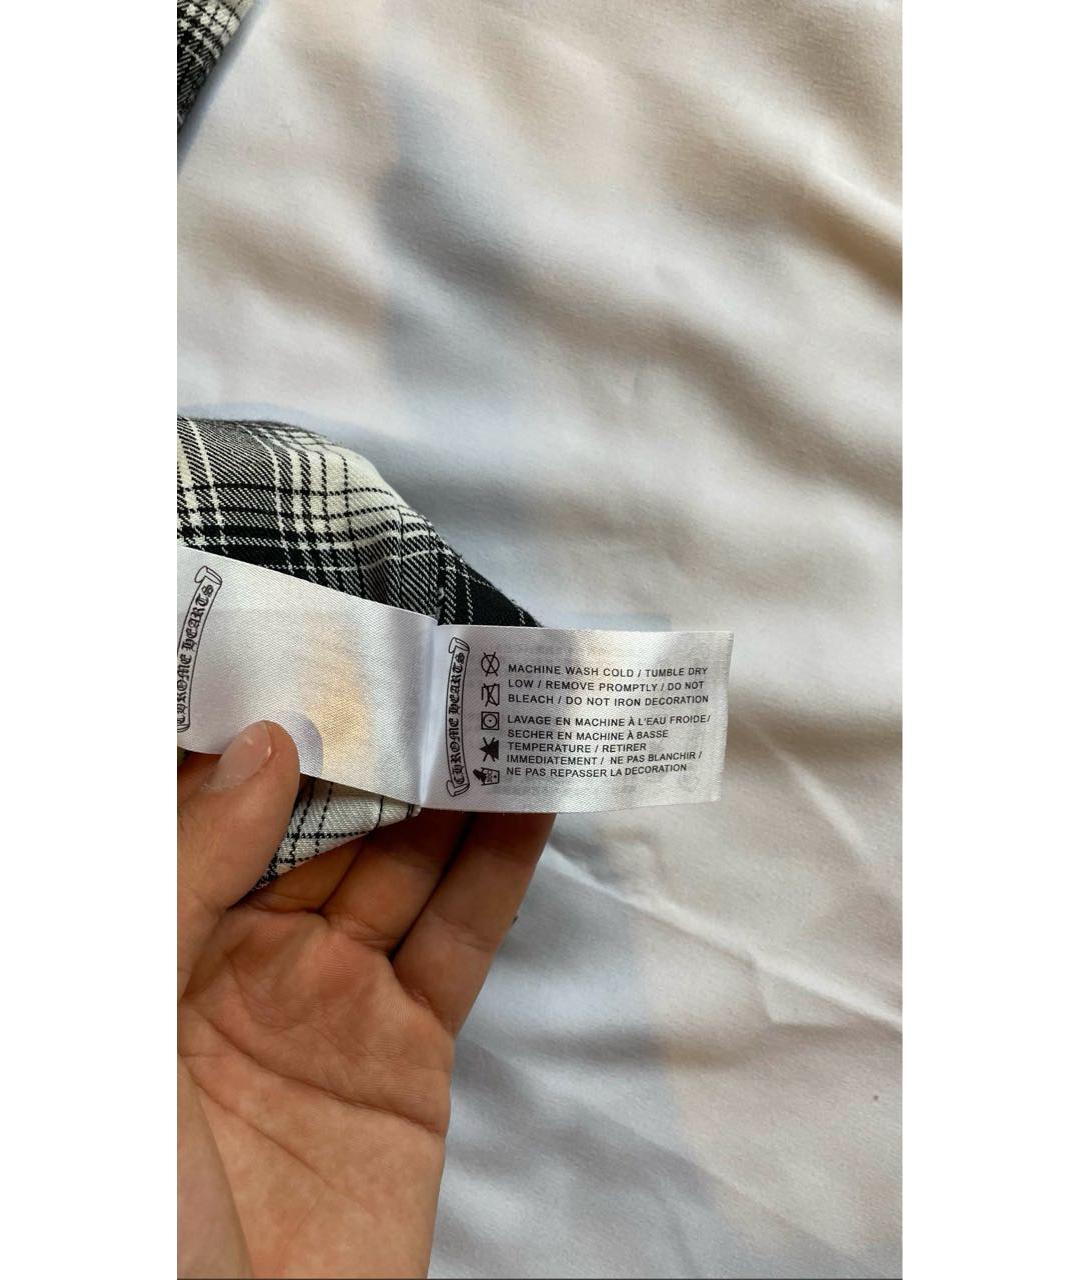 CHROME HEARTS
CHROME HEARTS
MACHINE WASH COLD / TUMBLE DRY
LOW / REMOVE PROMPTLY / DO NOT
BLEACH / DO NOT IRON DECORATION
LAVAGE EN MACHINE À L'EAU FROIDE/
SECHER EN MACHINE À BASSE
TEMPERATURE / RETIRER
IMMEDIATEMENT / NE PAS BLANCHIR /
NE PAS REPASSER LA DECORATION